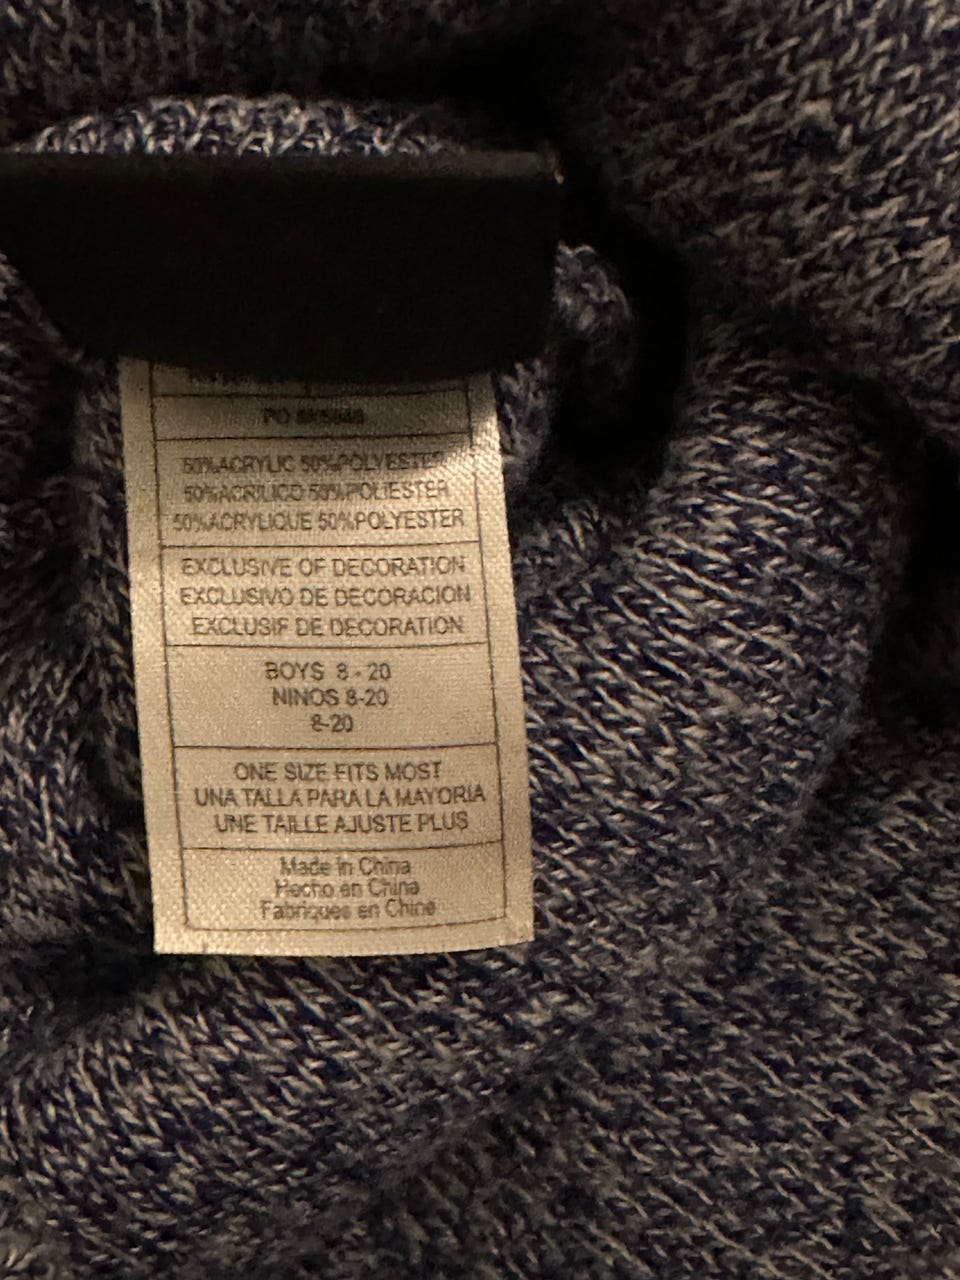 PO
50%ACRYLIC 50%POLYESTER
50%ACRILICO 50%POLIESTER
50%ACRYLIQUE 50%POLYESTER
EXCLUSIVE OF DECORATION
EXCLUSIVO DE DECORACION
EXCLUSIF DE DECORATION
BOYS 8 - 20
NINOS 8-20
8-20
ONE SIZE FITS MOST
UNA TALLA PARA LA MAYORIA
UNE TAILLE AJUSTE PLUS
Made in China
Hecho en China
Fabriques en Chine